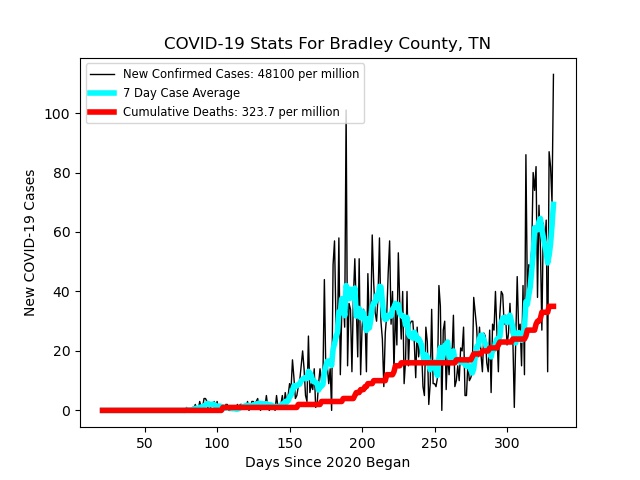 COVID-19 Stats For Bradley County, TN
New Confirmed Cases: 48100 per million
7 Day Case Average
Cumulative Deaths: 323.7 per million
New COVID-19 Cases
100
80
60
40
20
0
50
100
150
200
250
300
Days Since 2020 Began